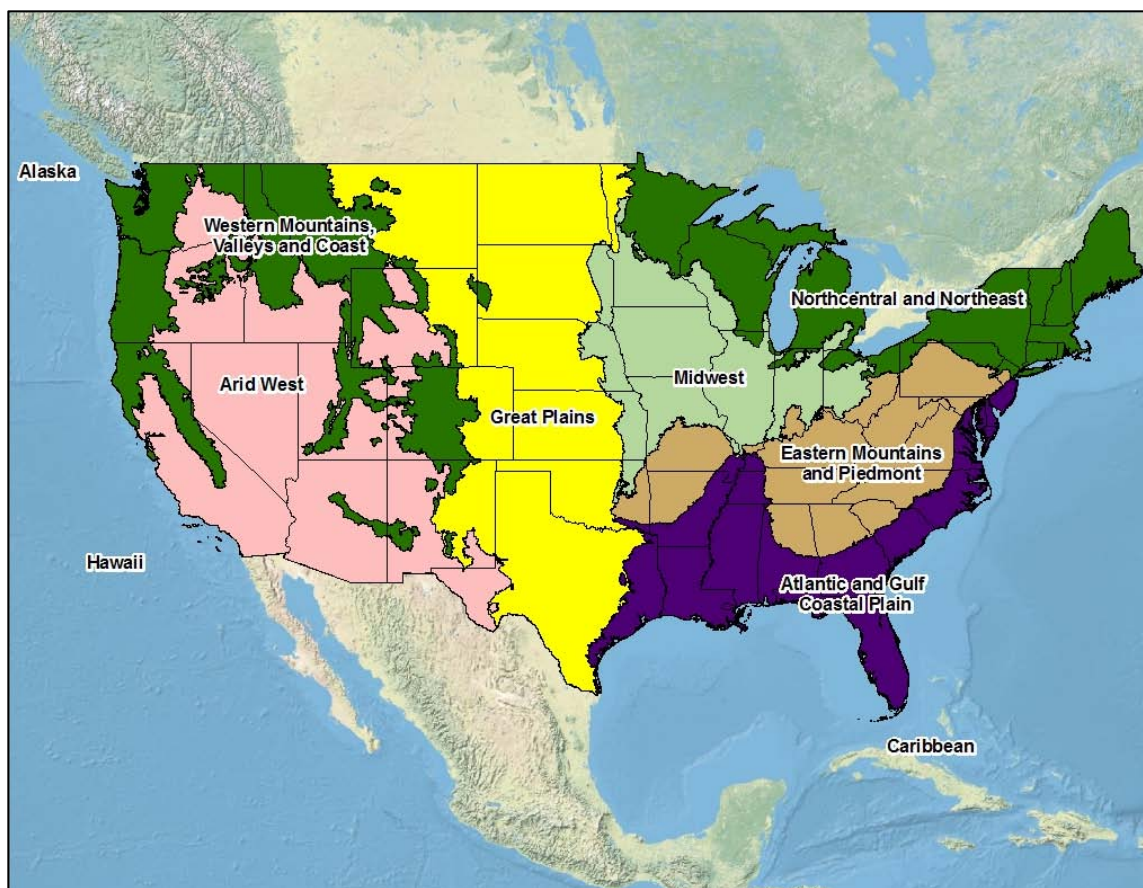 Alaska
Western Mountains,
Valleys and Coast
Northcentral and Northeast
Arid West
Midwest
Great Plains
Eastern Mountains
and Piedmont
Hawaii
Atlantic and Gulf
Coastal Plain
Caribbean